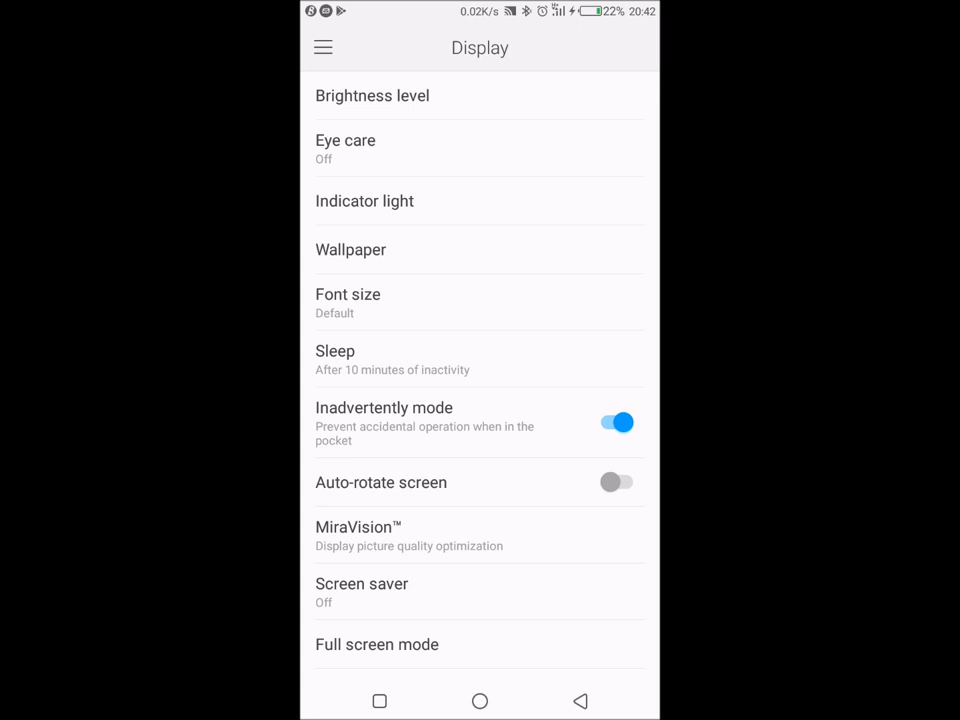 0.02K/s 22% 20:42
Display
Brightness level
Eye care
Off
Indicator light
Wallpaper
Font size
Default
Sleep
After 10 minutes of inactivity
Inadvertently mode
Prevent accidental operation when in the
pocket
Auto-rotate screen
MiraVision™
Display picture quality optimization
Screen saver
Off
Full screen mode